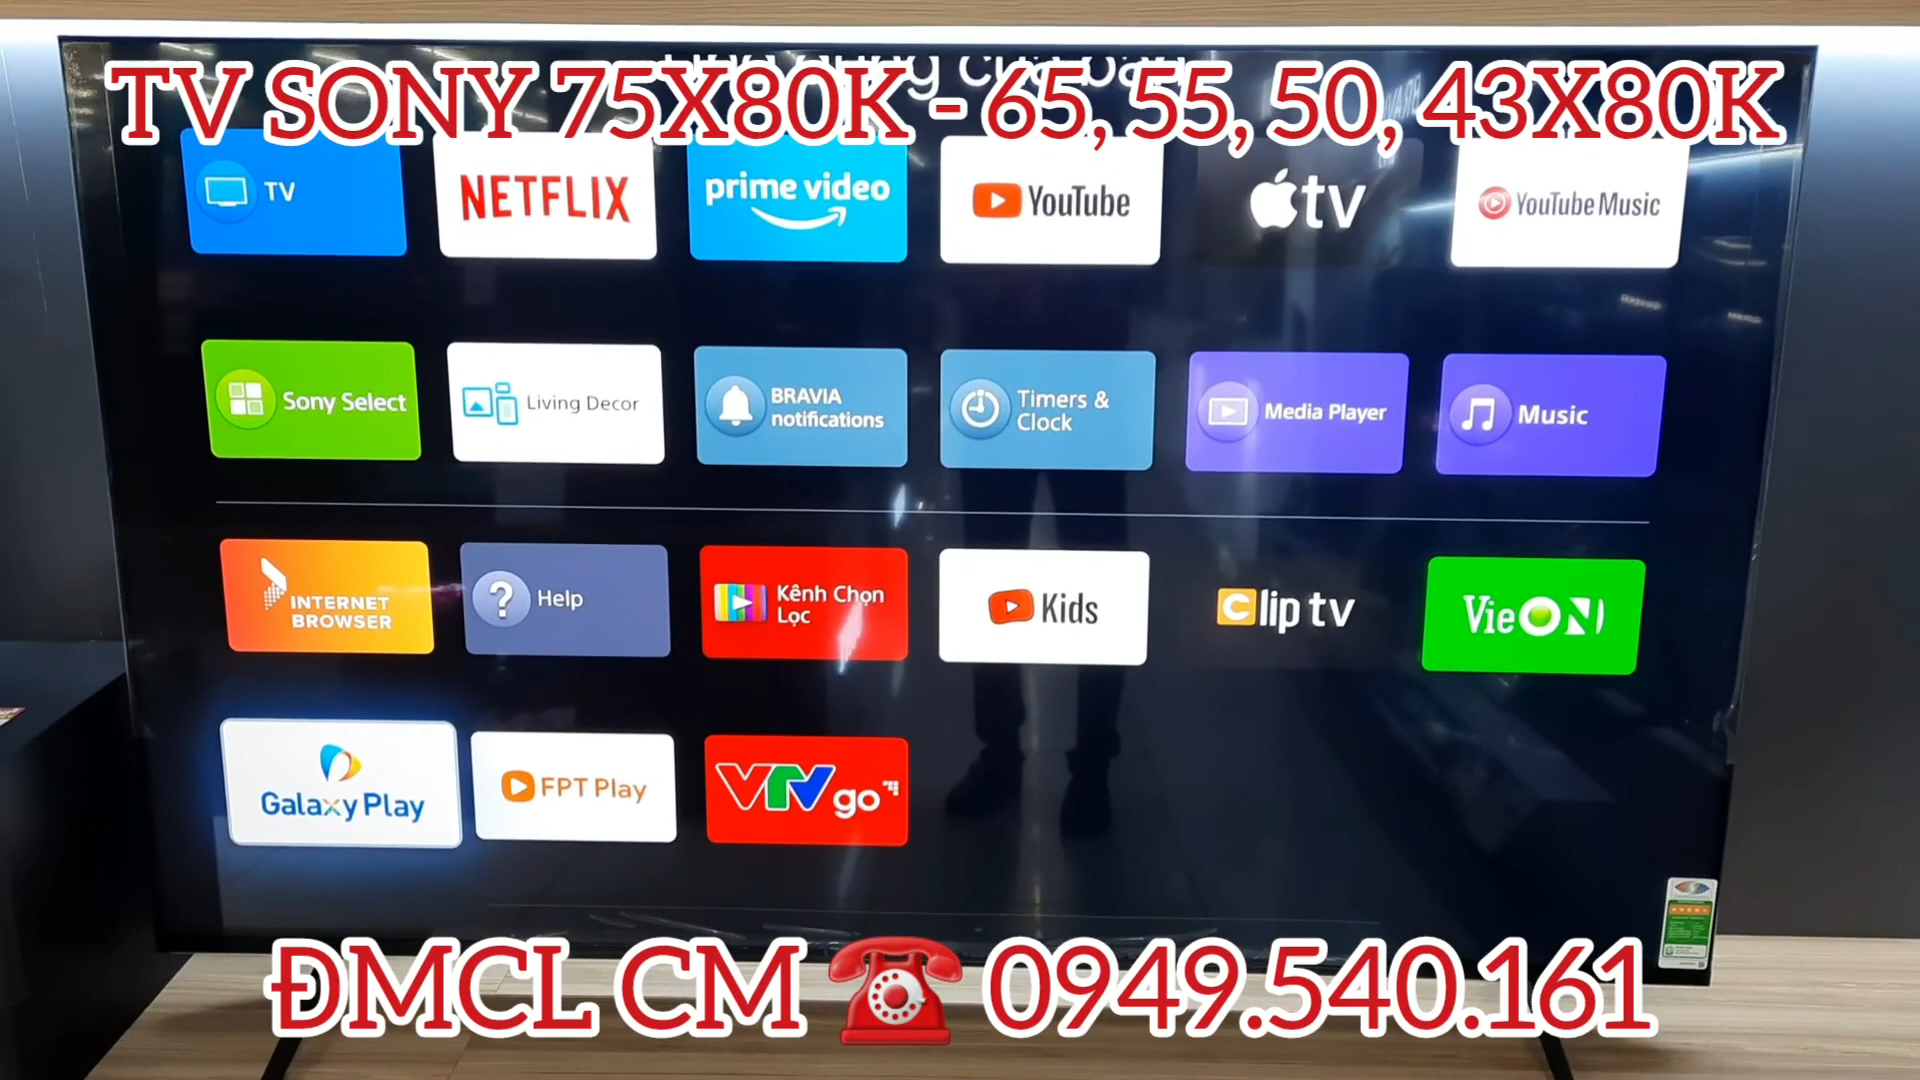 TV SONY 75X80K - 65, 55, 50, 43X80K
TV
NETFLIX
prime video
YouTube
tv
YouTube Music
Sony Select
Living Decor
BRAVIA
notifications
Timers &
Clock
Media Player
Music
INTERNET
BROWSER
Help
Kênh Chọn
Lọc
Kids
Clip tv
VieON
Galaxy Play
FPT Play
VTV go
ĐMCL CM ☎ 0949.540.161